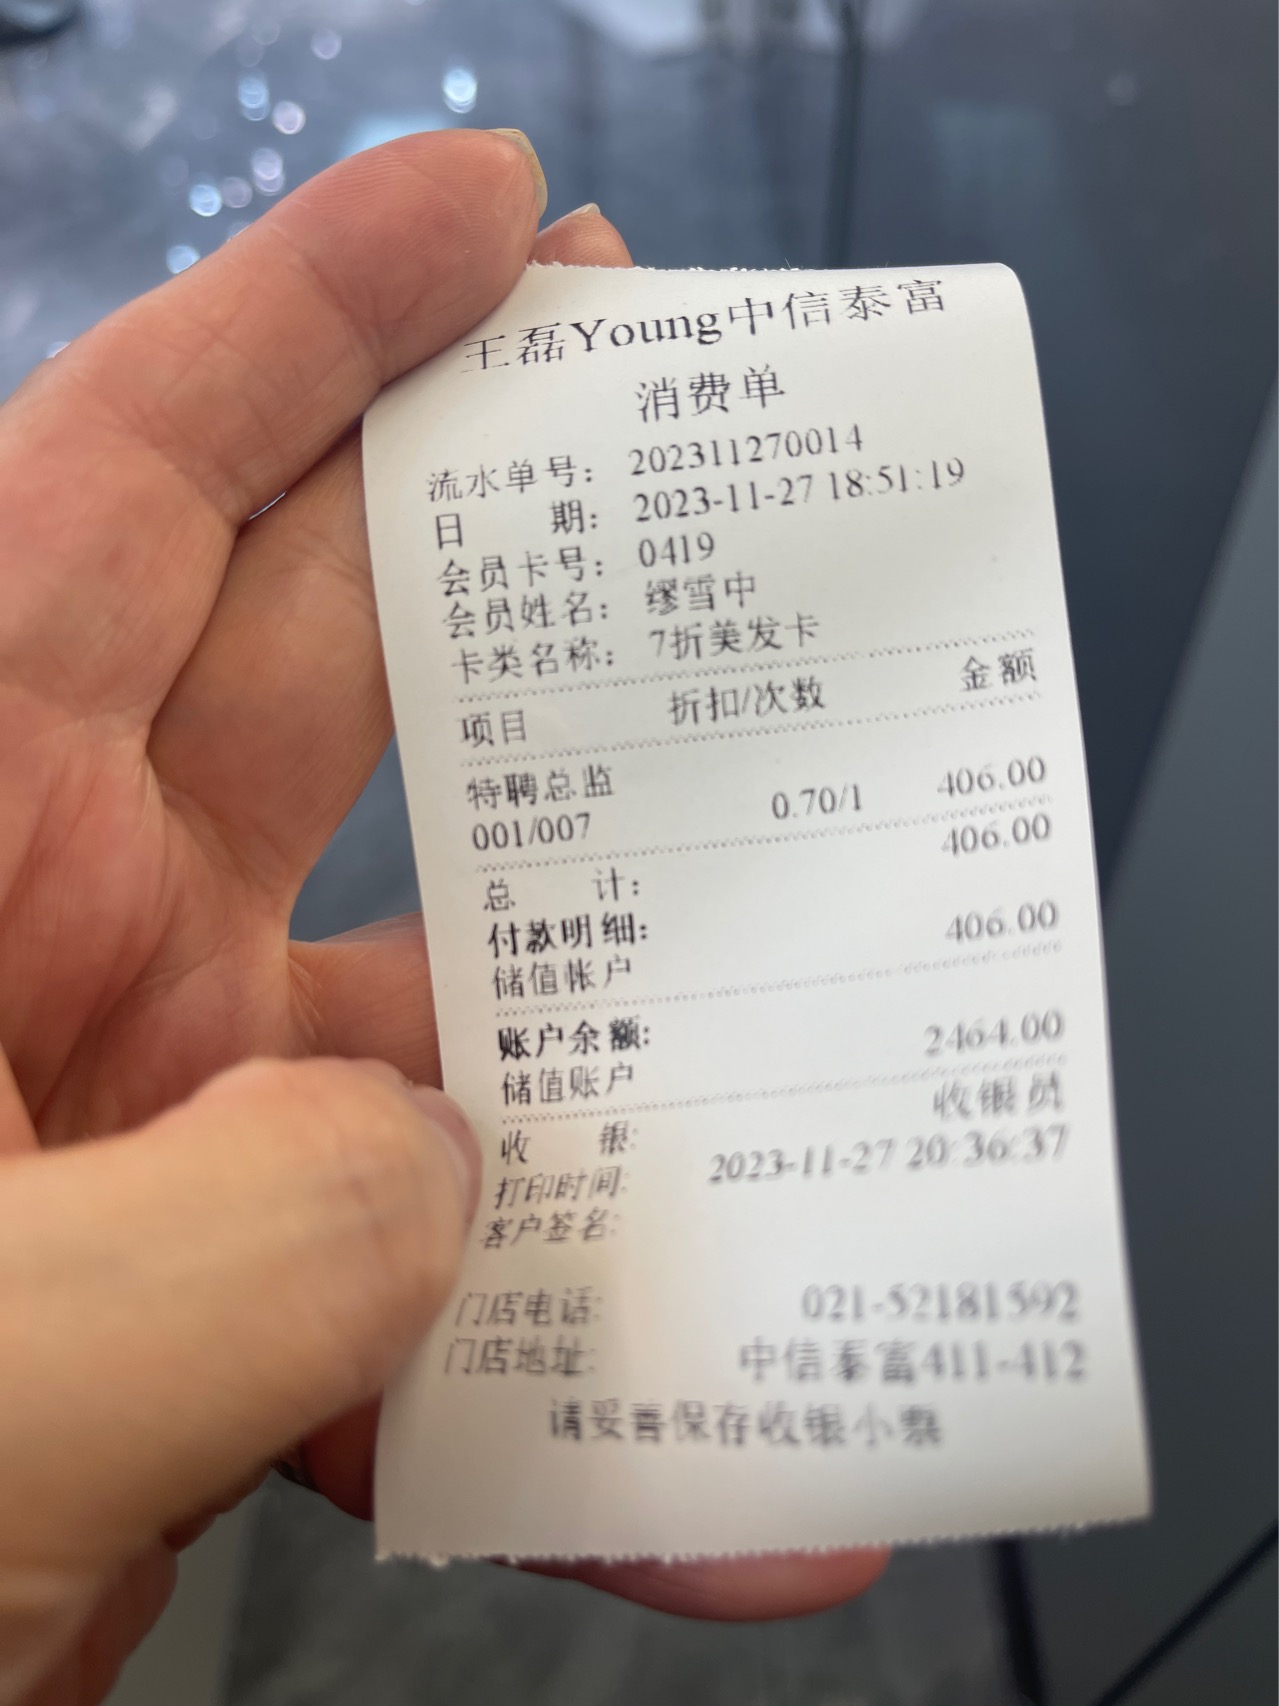 王磊Young中信泰富
消费单
流水单号： 202311270014
日 期： 2023-11-27 18:51:19
会员卡号： 0419
会员姓名： 缪雪中
卡类名称： 7折美发卡
项目 折扣/次数 金额
特聘总监
001/007 0.70/1 406.00
总 计： 406.00
付款明细:
储值帐户 406.00
账户余额:
储值账户 2464.00
收 银: 收银员
打印时间: 2023-11-27 20:36:37
客户签名:
门店电话: 021-52181592
门店地址: 中信泰富411-412
请妥善保存收银小票